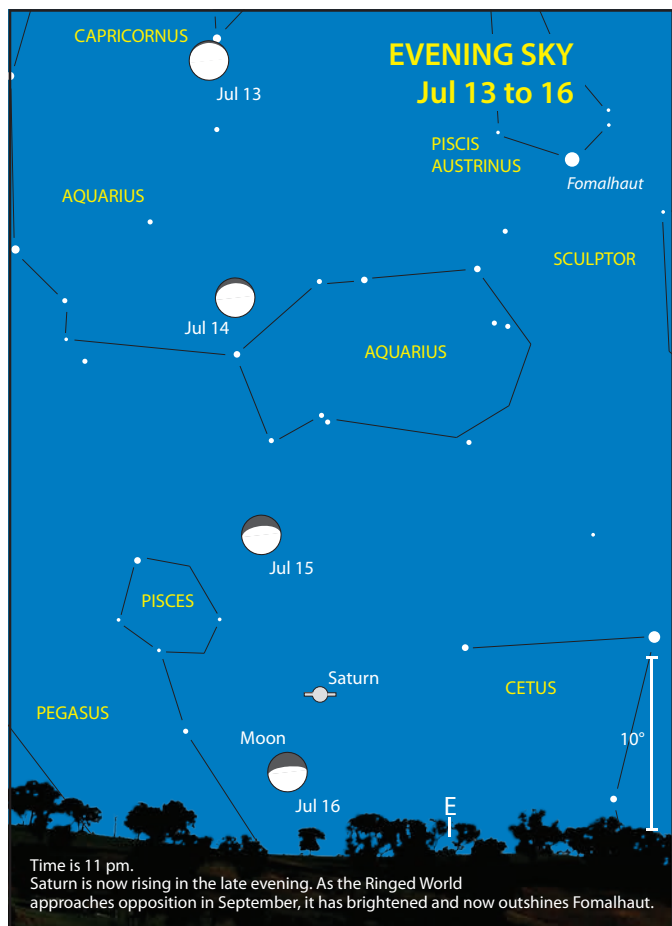 CAPRICORNUS
EVENING SKY
Jul 13 to 16
Jul 13
PISCIS
AUSTRINUS
Fomalhaut
AQUARIUS
SCULPTOR
Jul 14
AQUARIUS
Jul 15
PISCES
Saturn
CETUS
PEGASUS
Moon
10°
Jul 16
E
Time is 11 pm.
Saturn is now rising in the late evening. As the Ringed World
approaches opposition in September, it has brightened and now outshines Fomalhaut.